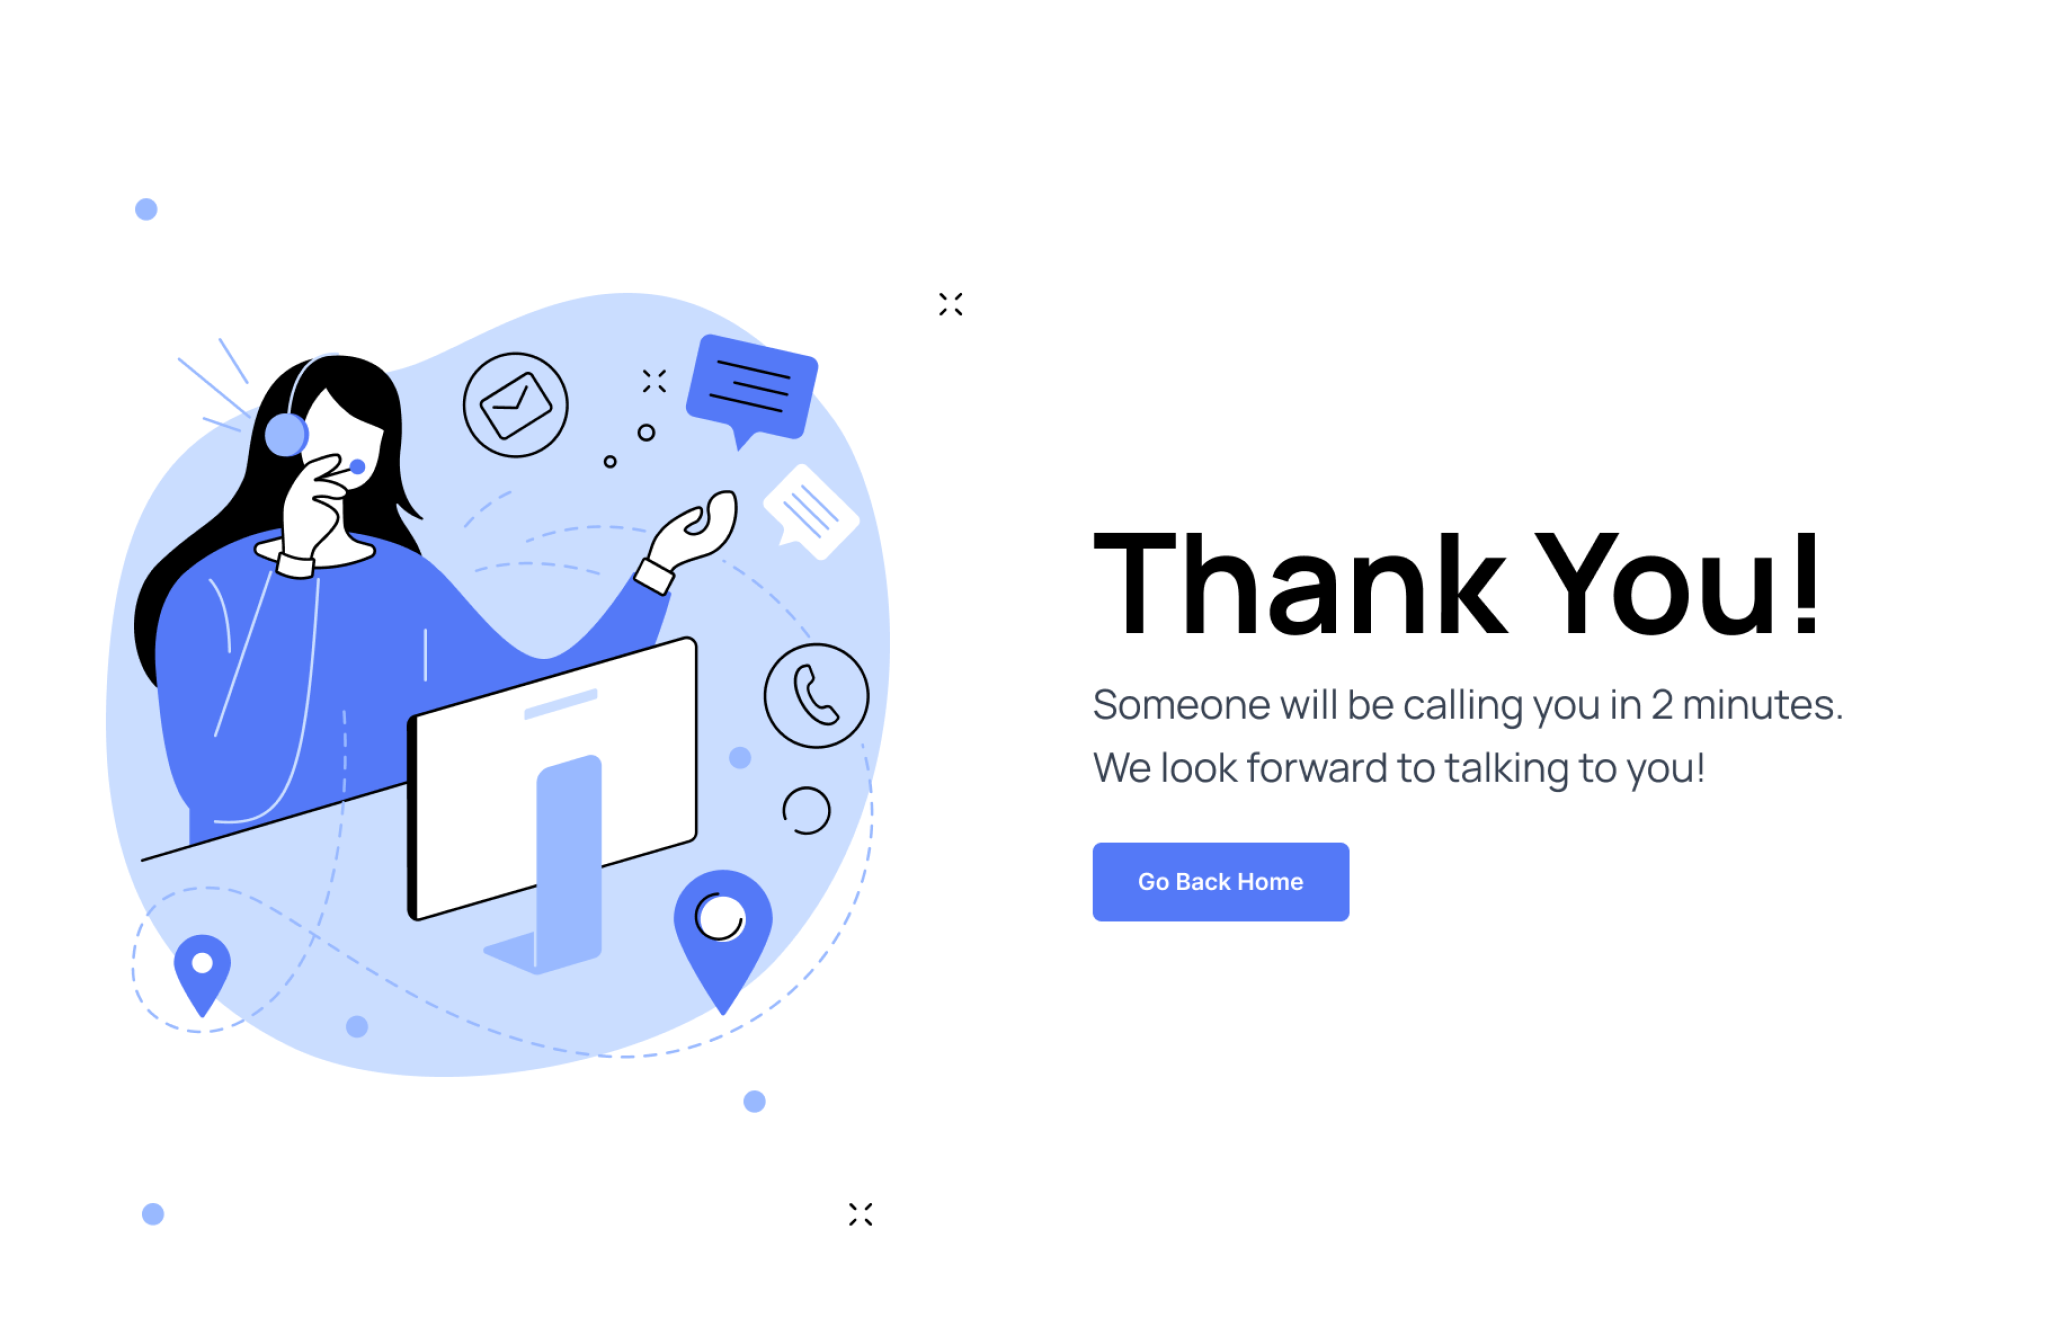 Thank You!
Someone will be calling you in 2 minutes.
We look forward to talking to you!
Go Back Home